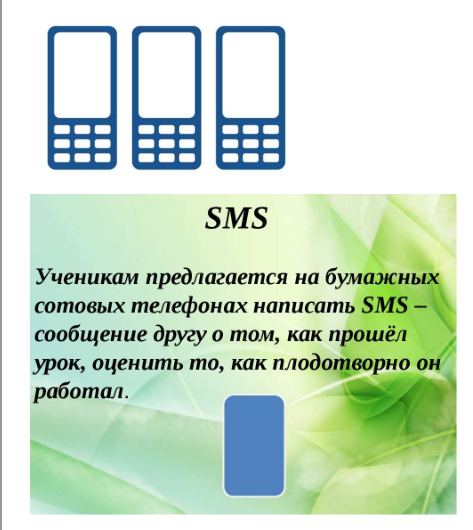 SMS
Ученикам предлагается на бумажных
сотовых телефонах написать SMS –
сообщение другу о том, как прошёл
урок, оценить то, как плодотворно он
работал.